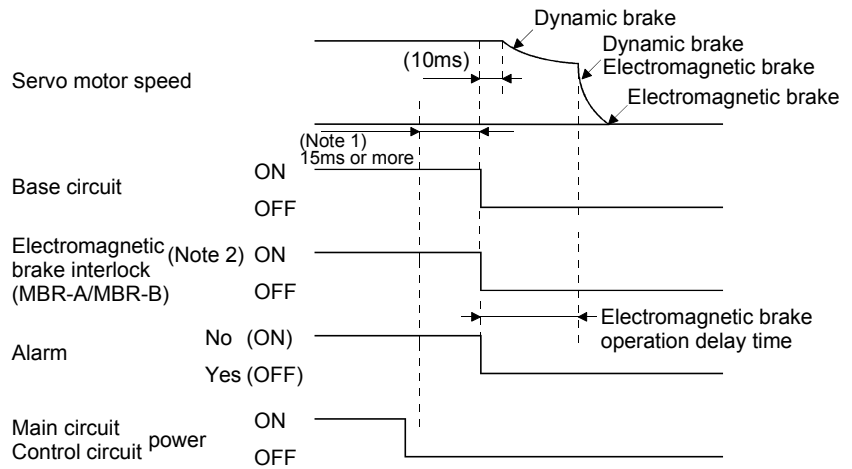 Dynamic brake
(10ms)
Dynamic brake
Electromagnetic brake
Servo motor speed
Electromagnetic brake
(Note 1)
15ms or more
Base circuit
ON
OFF
Electromagnetic
brake interlock
(MBR-A/MBR-B)
(Note 2) ON
OFF
Electromagnetic brake
operation delay time
Alarm
No (ON)
Yes (OFF)
Main circuit
Control circuit
power
ON
OFF